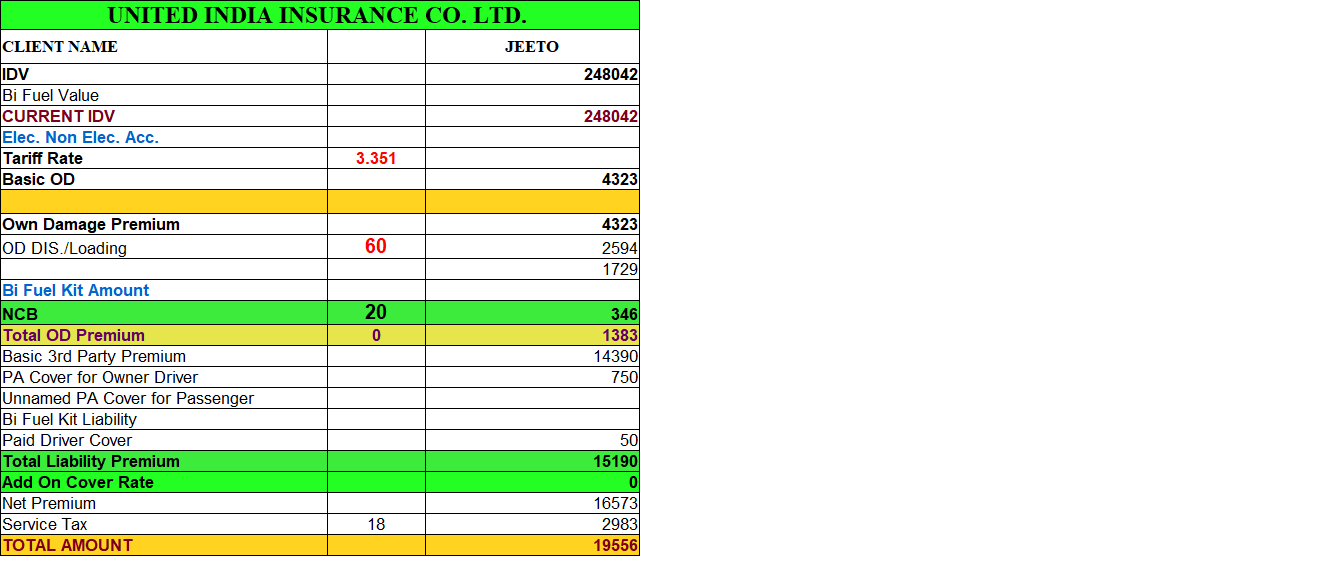 UNITED INDIA INSURANCE CO. LTD.
CLIENT NAME JEETO
IDV 248042
Bi Fuel Value
CURRENT IDV 248042
Elec. Non Elec. Acc.
Tariff Rate 3.351
Basic OD 4323
Own Damage Premium 4323
OD DIS./Loading 60 2594
1729
Bi Fuel Kit Amount
NCB 20 346
Total OD Premium 0 1383
Basic 3rd Party Premium 14390
PA Cover for Owner Driver 750
Unnamed PA Cover for Passenger
Bi Fuel Kit Liability
Paid Driver Cover 50
Total Liability Premium 15190
Add On Cover Rate 0
Net Premium 16573
Service Tax 18 2983
TOTAL AMOUNT 19556